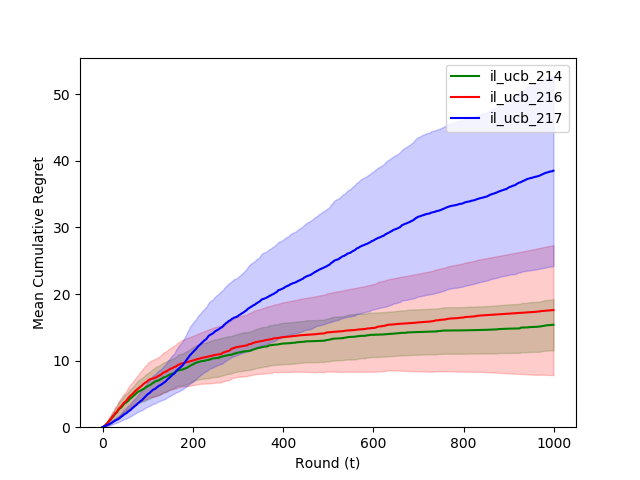 il_ucb_214
il_ucb_216
il_ucb_217
Mean Cumulative Regret
50
40
30
20
10
0
0 200 400 600 800 1000
Round (t)